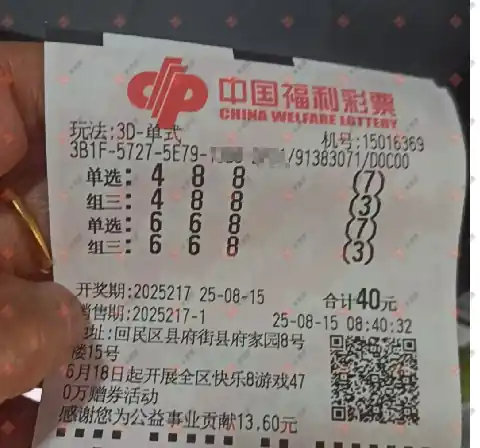 中国福利彩票
CHINA WELFARE LOTTERY
玩法:3D-单式 机号:15016369
3B1F-5727-5E79- /91383071/D0C00
单选: 4 8 8 (7)
组三: 4 8 8 (3)
单选: 6 6 8 (7)
组三: 6 6 8 (3)
开奖期:2025217 25-08-15 合计40元
销售期:2025217-1 25-08-15 08:40:32
址:回民区县府街县府家园8号
楼15号
6月18日起开展全区快乐8游戏47
0万赠券活动
感谢您为公益事业贡献13.60元